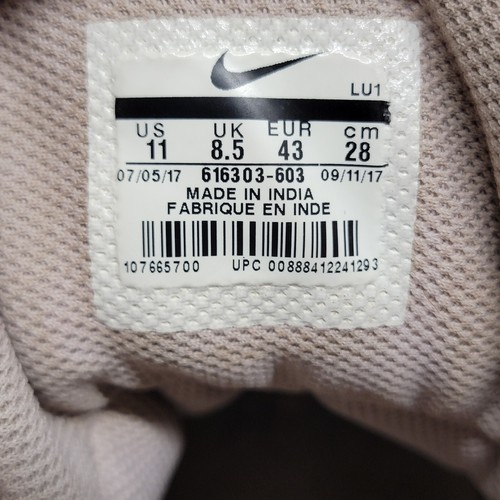 LU1
US UK EUR cm
11 8.5 43 28
07/05/17 616303-603 09/11/17
MADE IN INDIA
FABRIQUE EN INDE
107665700 UPC 00888412241293